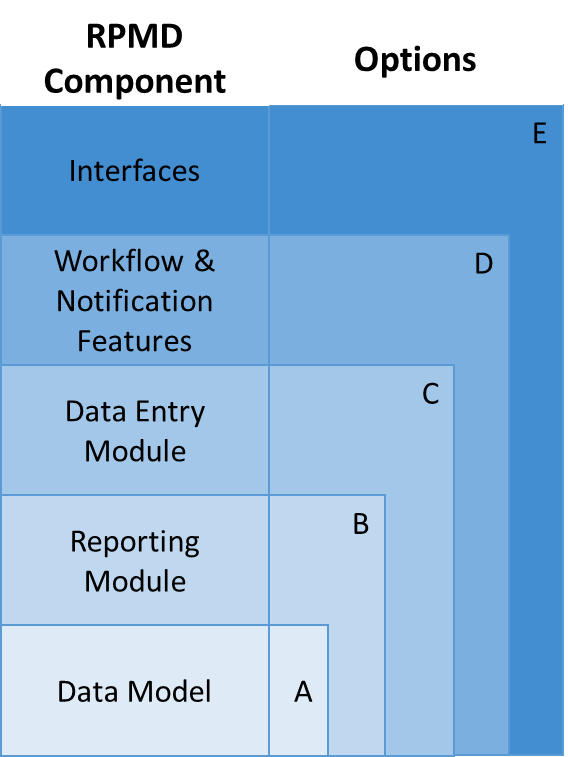 RPMD
Component
Options
Interfaces
E
Workflow &
Notification
Features
D
Data Entry
Module
C
Reporting
Module
B
Data Model
A